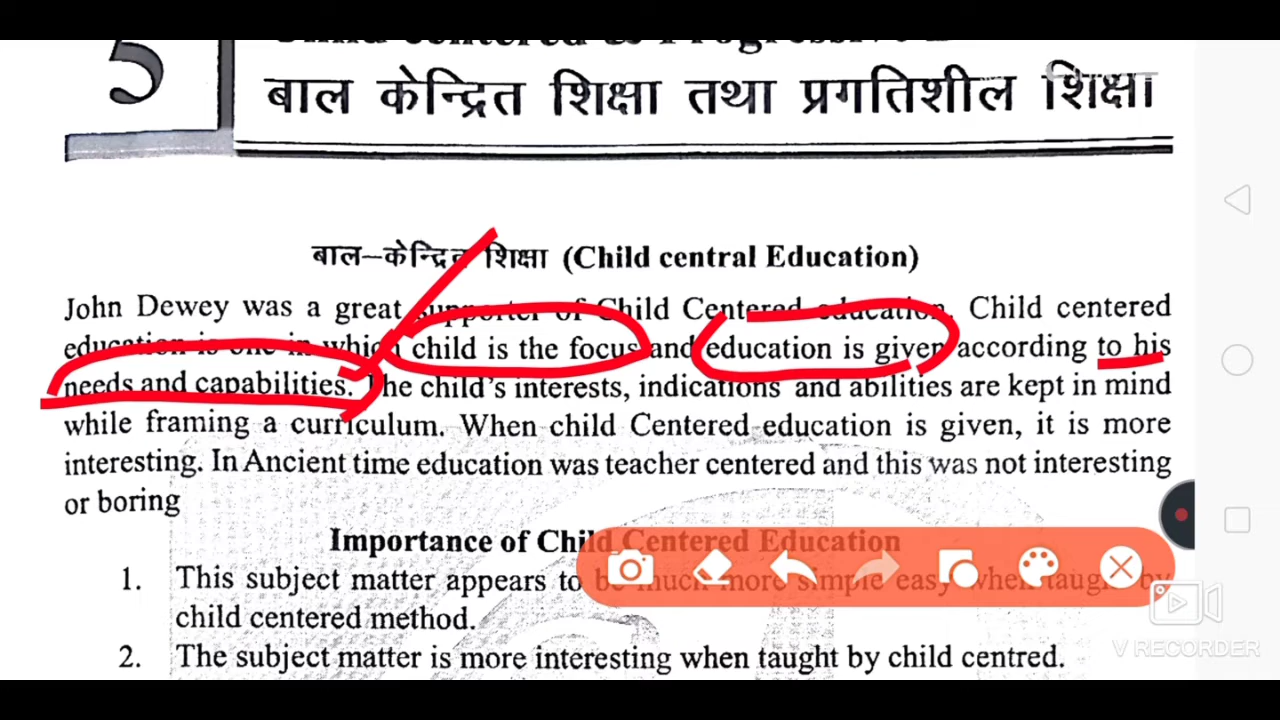 5
बाल केन्द्रित शिक्षा तथा प्रगतिशील शिक्षा
बाल–केन्द्रित शिक्षा (Child central Education)
John Dewey was a great supporter of Child Centered education. Child centered
education is one in which child is the focus and education is given according to his
needs and capabilities. The child's interests, indications and abilities are kept in mind
while framing a curriculum. When child Centered education is given, it is more
interesting. In Ancient time education was teacher centered and this was not interesting
or boring
Importance of Child Centered Education
1. This subject matter appears to be much more simple easy when taught by
child centered method.
2. The subject matter is more interesting when taught by child centred.
V RECORDER